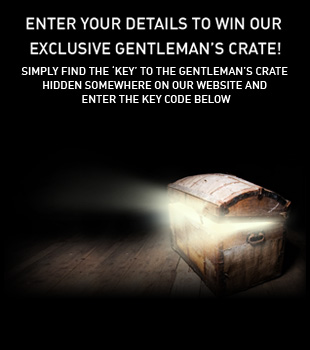 ENTER YOUR DETAILS TO WIN OUR
EXCLUSIVE GENTLEMAN'S CRATE!
SIMPLY FIND THE 'KEY' TO THE GENTLEMAN'S CRATE
HIDDEN SOMEWHERE ON OUR WEBSITE AND
ENTER THE KEY CODE BELOW